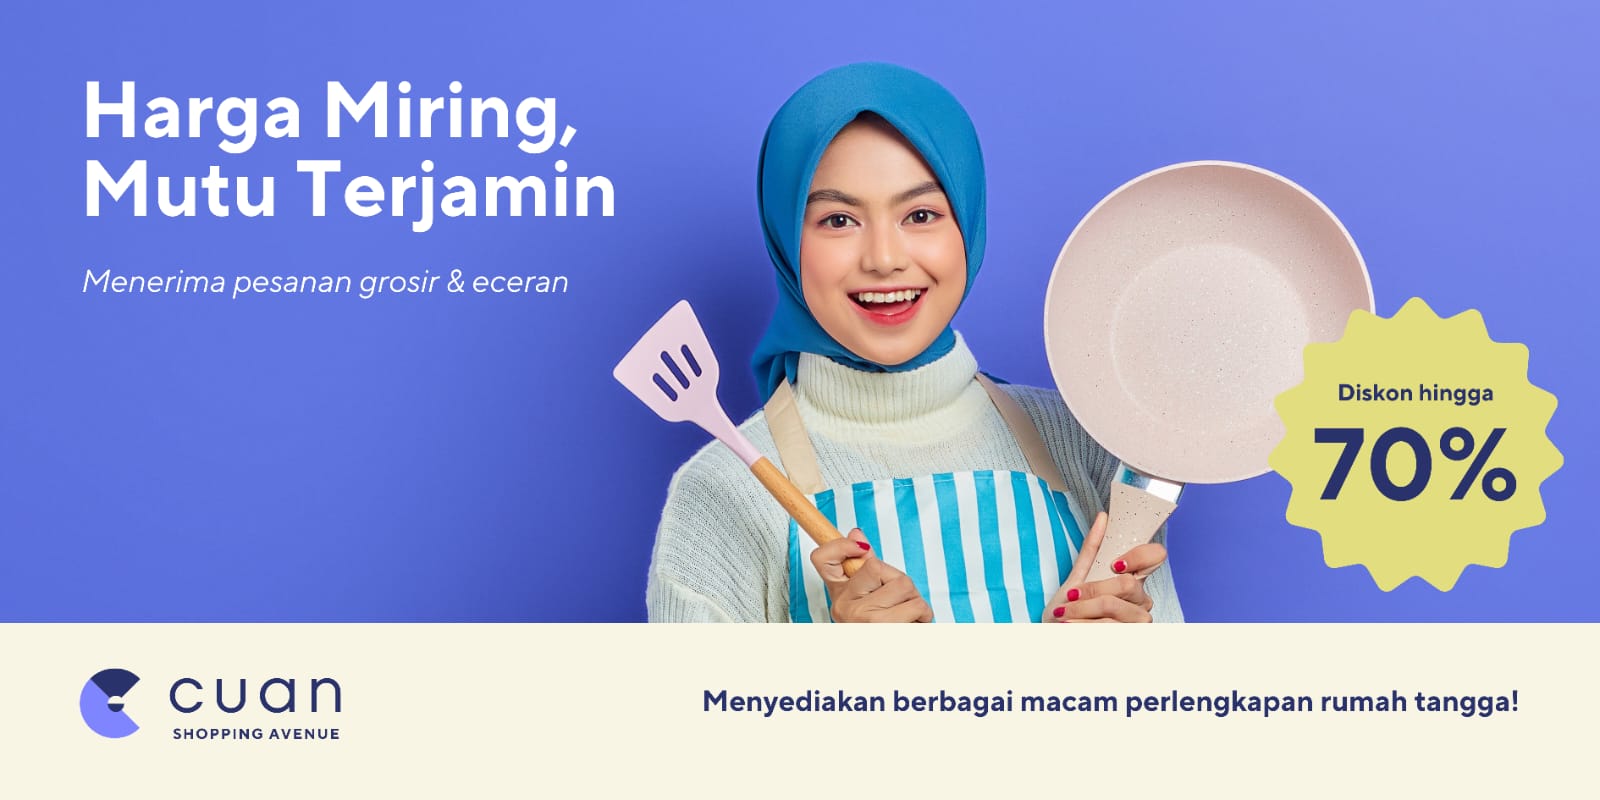 Harga Miring,
Mutu Terjamin
Menerima pesanan grosir & eceran
Diskon hingga
70%
cuan
SHOPPING AVENUE
Menyediakan berbagai macam perlengkapan rumah tangga!